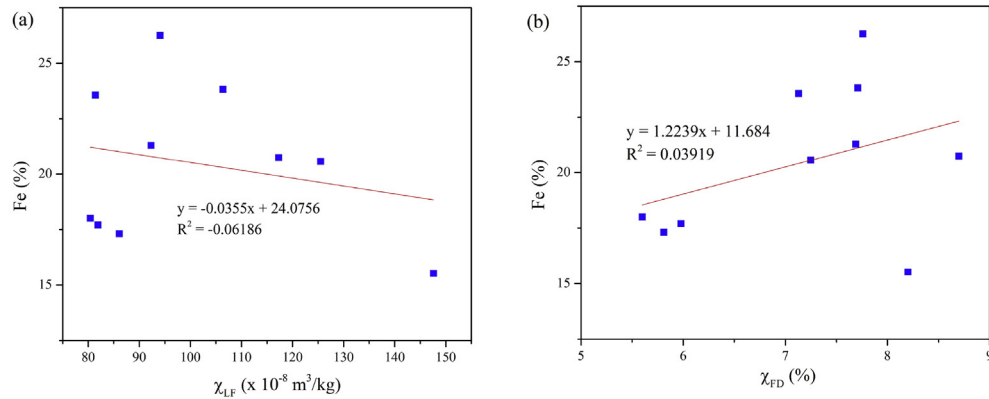 (a)
25
20
15
Fe (%)
y = -0.0355x + 24.0756
R² = -0.06186
80 90 100 110 120 130 140 150
χLF (x 10⁻⁸ m³/kg)
(b)
25
20
15
Fe (%)
y = 1.2239x + 11.684
R² = 0.03919
5 6 7 8 9
χFD (%)